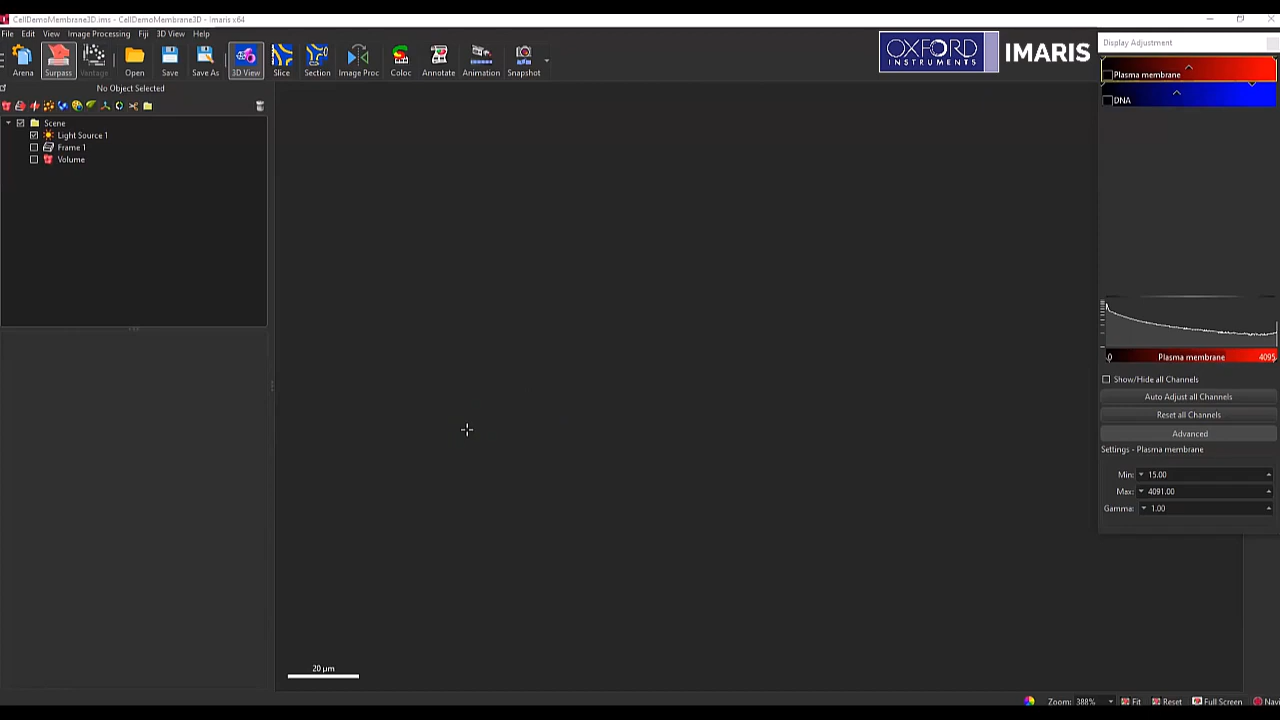 CellDemoMembrane3D.ims - CellDemoMembrane3D - Imaris x64
File Edit View Image Processing Fiji 3D View Help
Arena Surpass Vantage Open Save Save As 3D View Slice Section Image Proc Coloc Annotate Animation Snapshot
OXFORD
INSTRUMENTS
IMARIS
Display Adjustment
No Object Selected
Plasma membrane
DNA
Scene
Light Source 1
Frame 1
Volume
0 Plasma membrane 4095
Show/Hide all Channels
Auto Adjust all Channels
Reset all Channels
Advanced
Settings - Plasma membrane
Min: 15.00
Max: 4091.00
Gamma: 1.00
20 µm
Zoom: 388% Fit Reset Full Screen Navi